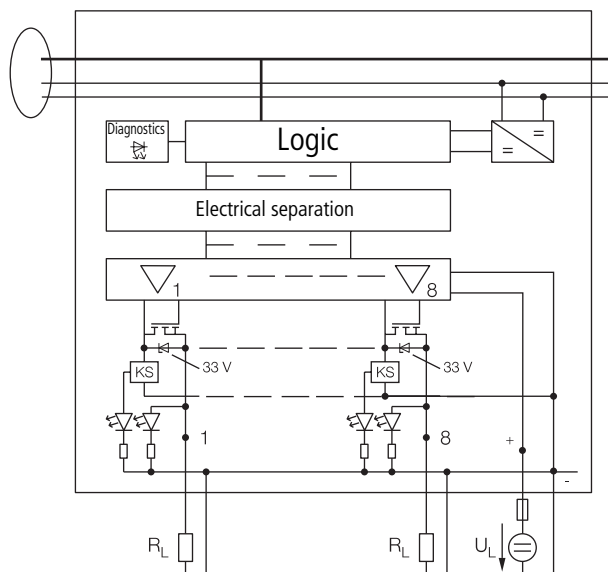 Diagnostics
Logic
=
=
Electrical separation
1
8
33 V
33 V
KS
KS
1
8
+
-
RL
RL
UL